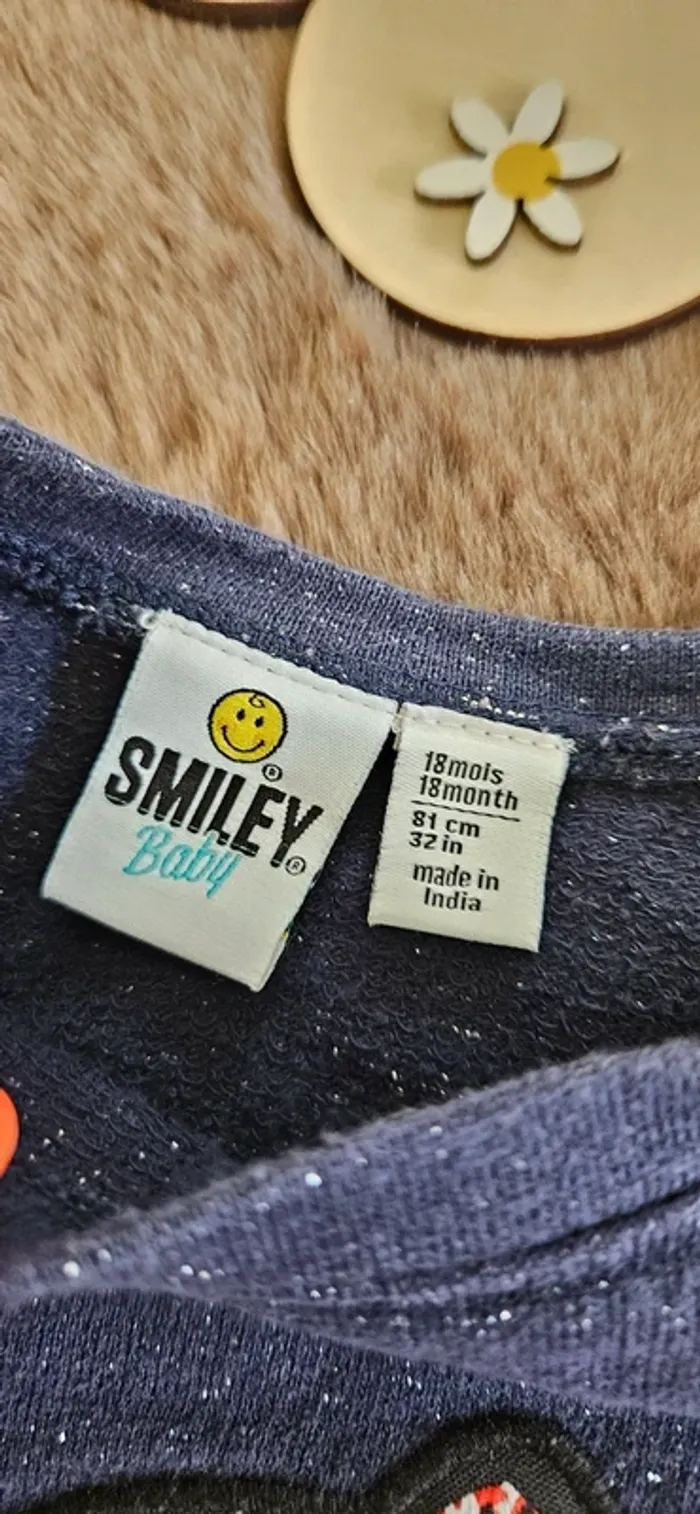 SMILEY®
Baby®
18mois
18month
81 cm
32 in
made in
India